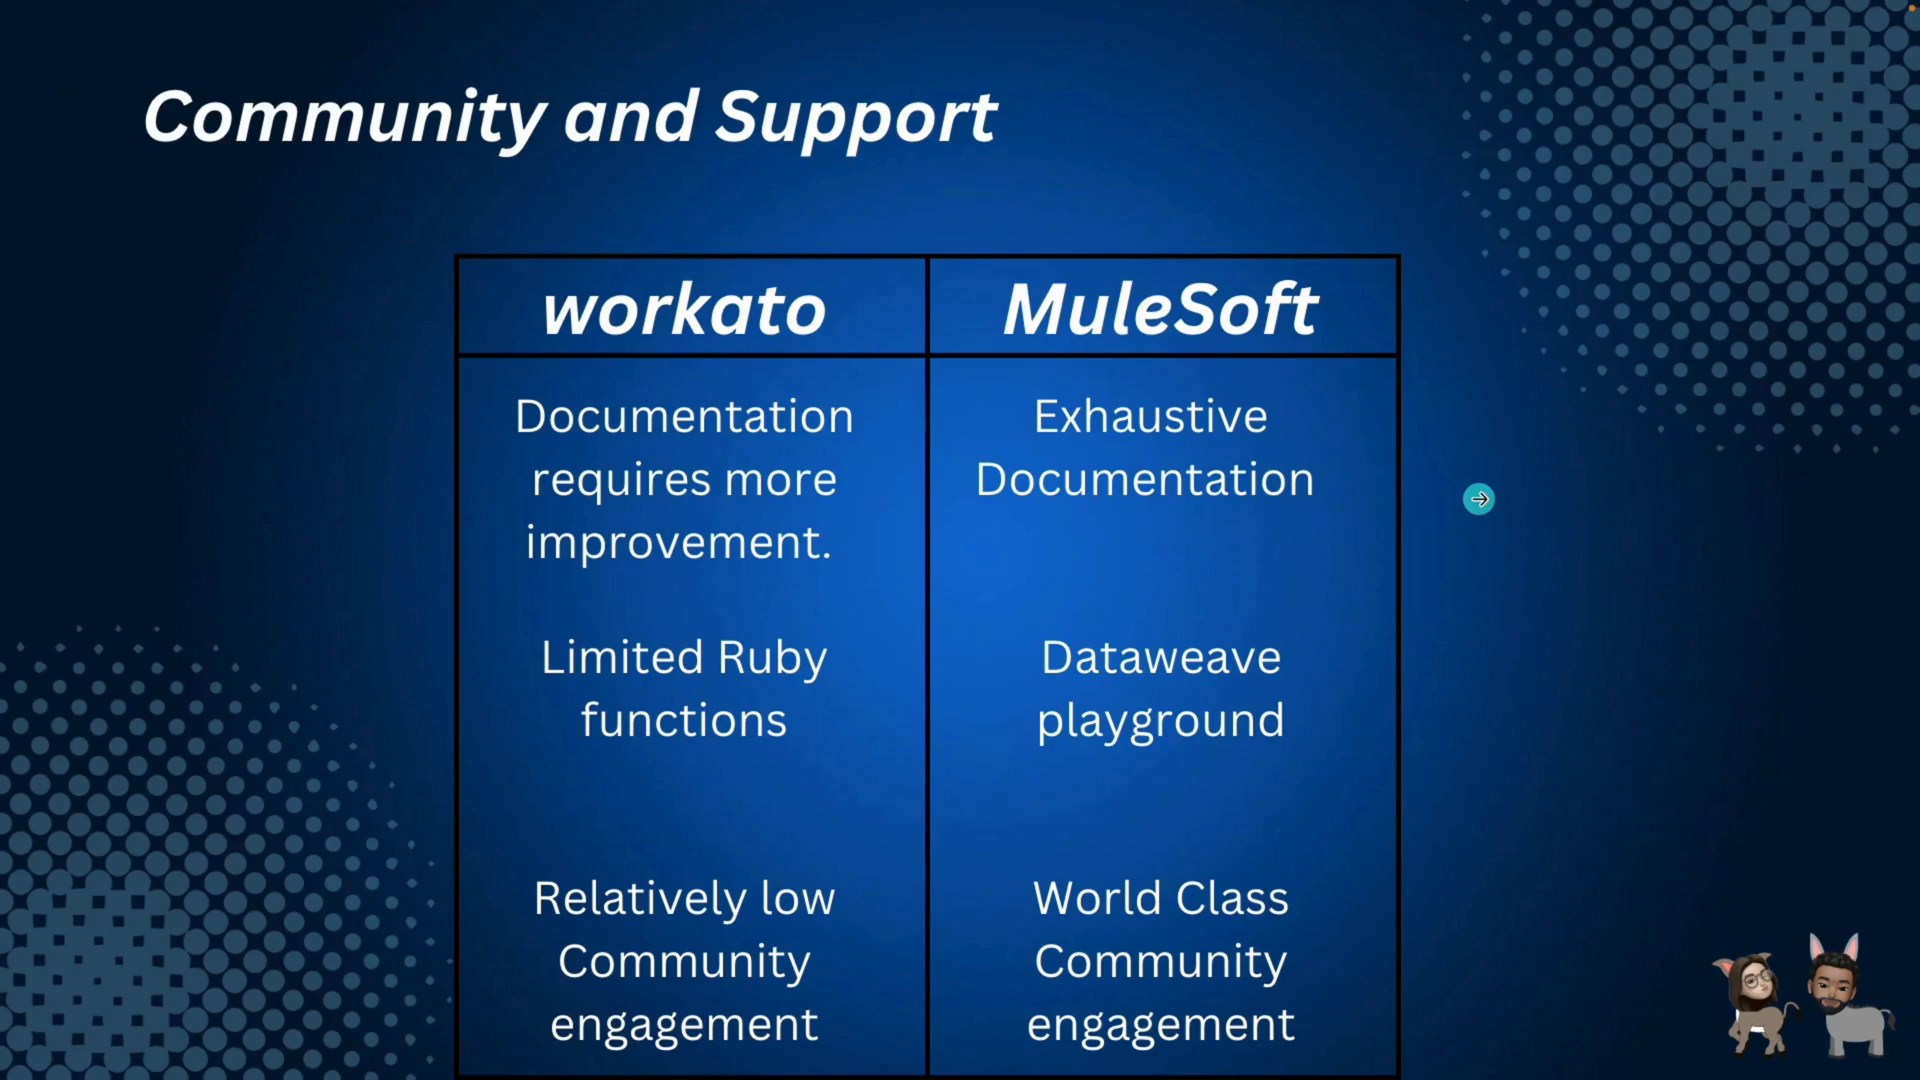 Community and Support
workato
MuleSoft
Documentation
requires more
improvement.
Exhaustive
Documentation
Limited Ruby
functions
Dataweave
playground
Relatively low
Community
engagement
World Class
Community
engagement